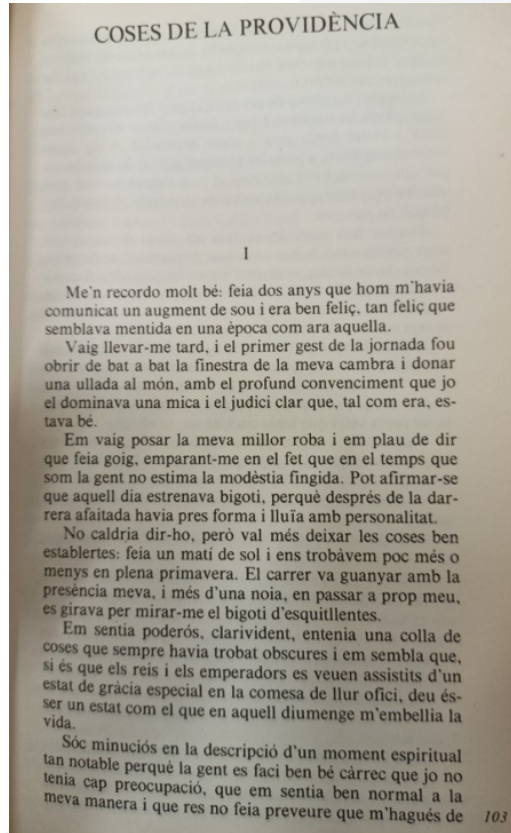 COSES DE LA PROVIDÈNCIA
I
Me'n recordo molt bé: feia dos anys que hom m'havia
comunicat un augment de sou i era ben feliç, tan feliç que
semblava mentida en una època com ara aquella.
Vaig llevar-me tard, i el primer gest de la jornada fou
obrir de bat a bat la finestra de la meva cambra i donar
una ullada al món, amb el profund convenciment que jo
el dominava una mica i el judici clar que, tal com era, es-
tava bé.
Em vaig posar la meva millor roba i em plau de dir
que feia goig, emparant-me en el fet que en el temps que
som la gent no estima la modèstia fingida. Pot afirmar-se
que aquell dia estrenava bigoti, perquè després de la dar-
rera afaitada havia pres forma i lluïa amb personalitat.
No caldria dir-ho, però val més deixar les coses ben
establertes: feia un matí de sol i ens trobàvem poc més o
menys en plena primavera. El carrer va guanyar amb la
presència meva, i més d'una noia, en passar a prop meu,
es girava per mirar-me el bigoti d'esquitllentes.
Em sentia poderós, clarivident, entenia una colla de
coses que sempre havia trobat obscures i em sembla que,
si és que els reis i els emperadors es veuen assistits d'un
estat de gràcia especial en la comesa de llur ofici, deu és-
ser un estat com el que en aquell diumenge m'embellia la
vida.
Sóc minuciós en la descripció d'un moment espiritual
tan notable perquè la gent es faci ben bé càrrec que jo no
tenia cap preocupació, que em sentia ben normal a la
meva manera i que res no feia preveure que m'hagués de
103